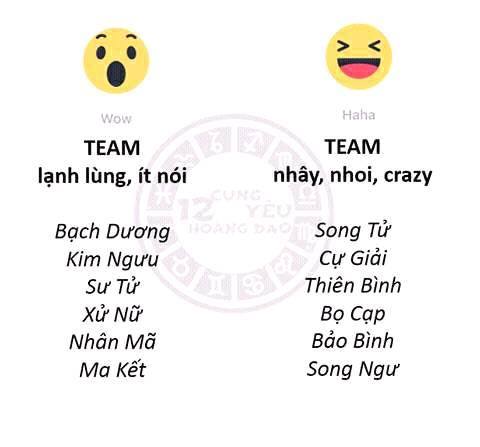 Wow
TEAM
lạnh lùng, ít nói
Bạch Dương
Kim Ngưu
Sư Tử
Xử Nữ
Nhân Mã
Ma Kết
Haha
TEAM
nhây, nhoi, crazy
Song Tử
Cự Giải
Thiên Bình
Bọ Cạp
Bảo Bình
Song Ngư
CUNG
12 YÊU
HOÀNG ĐẠO